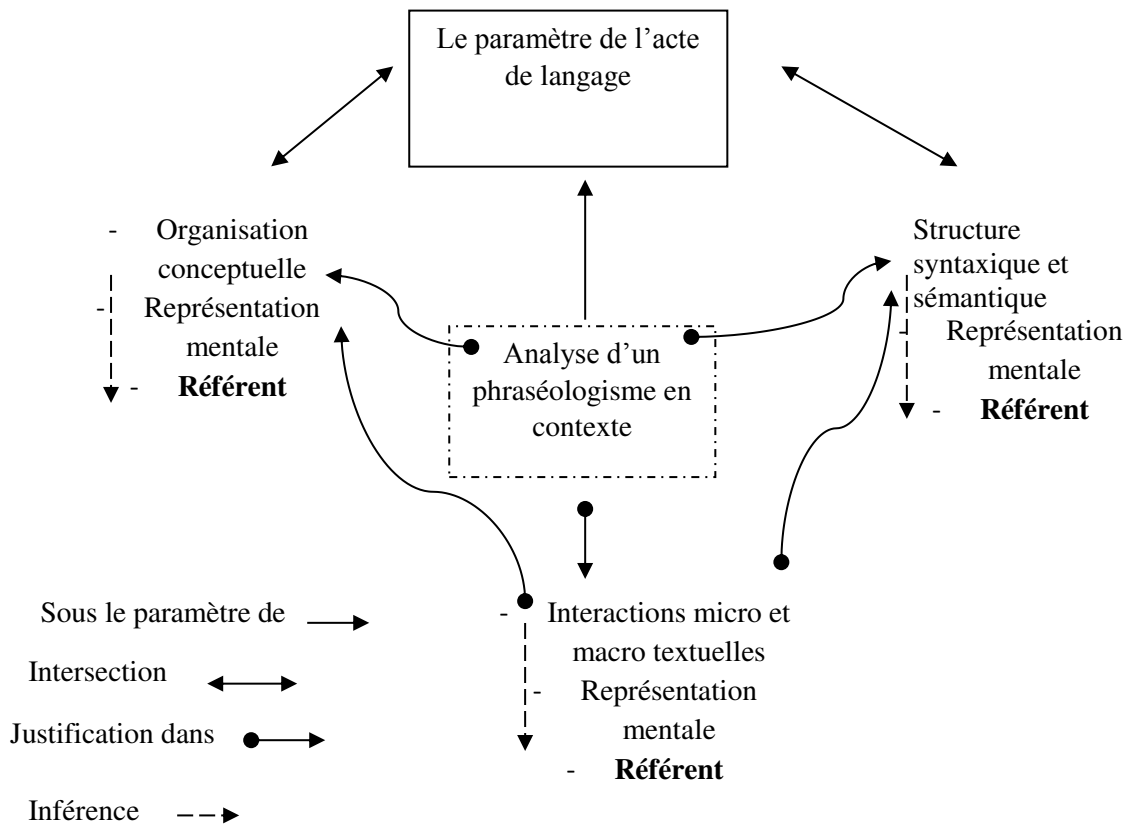 Le paramètre de l’acte
de langage
- Organisation
conceptuelle
- Représentation
mentale
- Référent
Structure
syntaxique et
sémantique
- Représentation
mentale
- Référent
Analyse d’un
phraséologisme en
contexte
- Interactions micro et
macro textuelles
- Représentation
mentale
- Référent
Sous le paramètre de
Intersection
Justification dans
Inférence